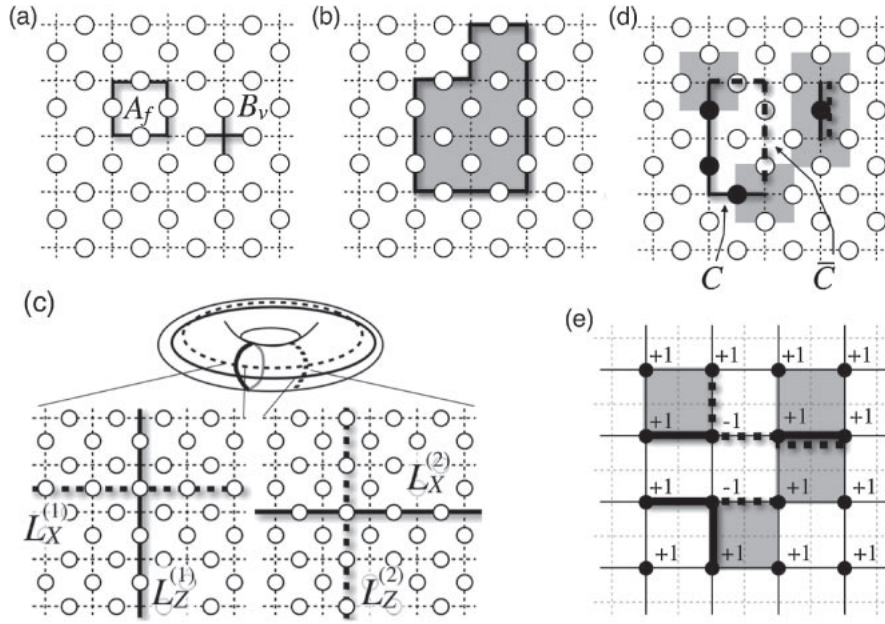 (a)
A_f
B_v
(b)
(d)
C
C̅
(c)
L_X^{(1)}
L_Z^{(1)}
L_X^{(2)}
L_Z^{(2)}
(e)
+1 +1 +1 +1
+1 -1 +1 +1
+1 -1 +1 +1
+1 +1 +1 +1